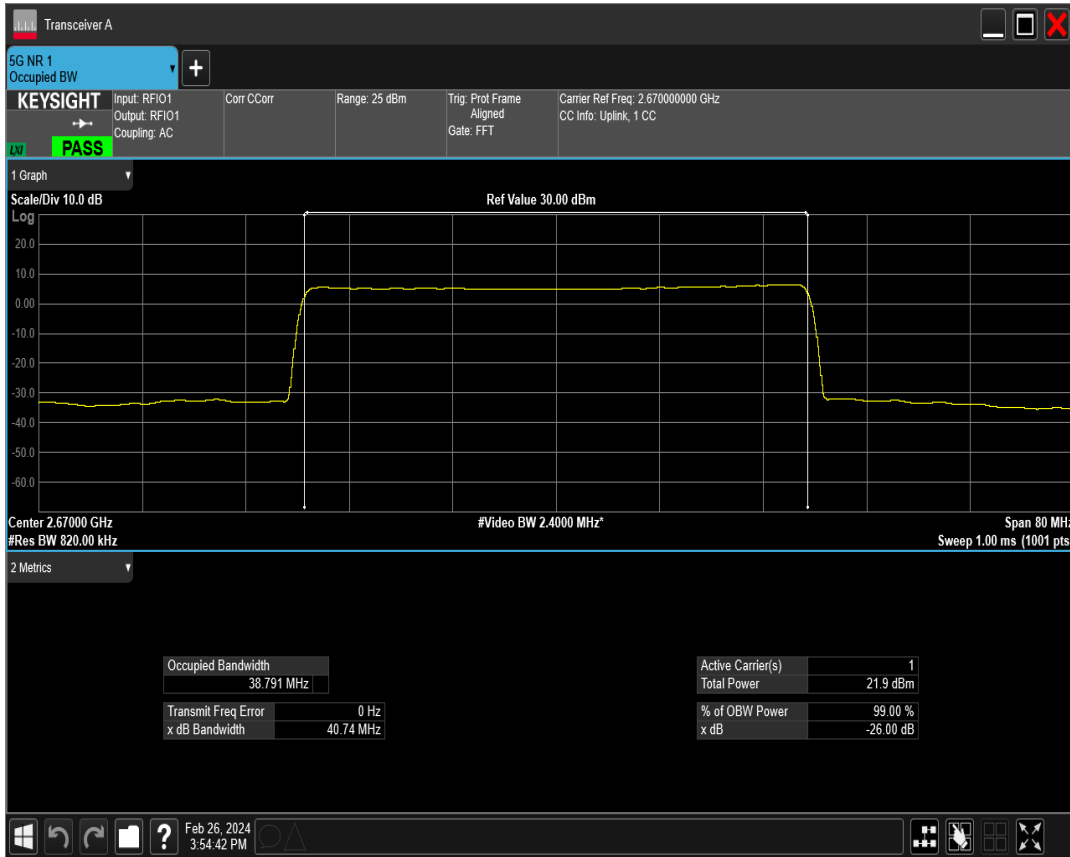 Transceiver A
5G NR 1
Occupied BW
KEYSIGHT
LXI
PASS
Input: RFIO1
Output: RFIO1
Coupling: AC
Corr CCorr
Range: 25 dBm
Trig: Prot Frame
Aligned
Gate: FFT
Carrier Ref Freq: 2.670000000 GHz
CC Info: Uplink, 1 CC
1 Graph
Scale/Div 10.0 dB
Ref Value 30.00 dBm
Log
20.0
10.0
0.00
-10.0
-20.0
-30.0
-40.0
-50.0
-60.0
Center 2.67000 GHz
#Video BW 2.4000 MHz*
Span 80 MHz
#Res BW 820.00 kHz
Sweep 1.00 ms (1001 pts
2 Metrics
Occupied Bandwidth
38.791 MHz
Transmit Freq Error 0 Hz
x dB Bandwidth 40.74 MHz
Active Carrier(s) 1
Total Power 21.9 dBm
% of OBW Power 99.00 %
x dB -26.00 dB
?
Feb 26, 2024
3:54:42 PM